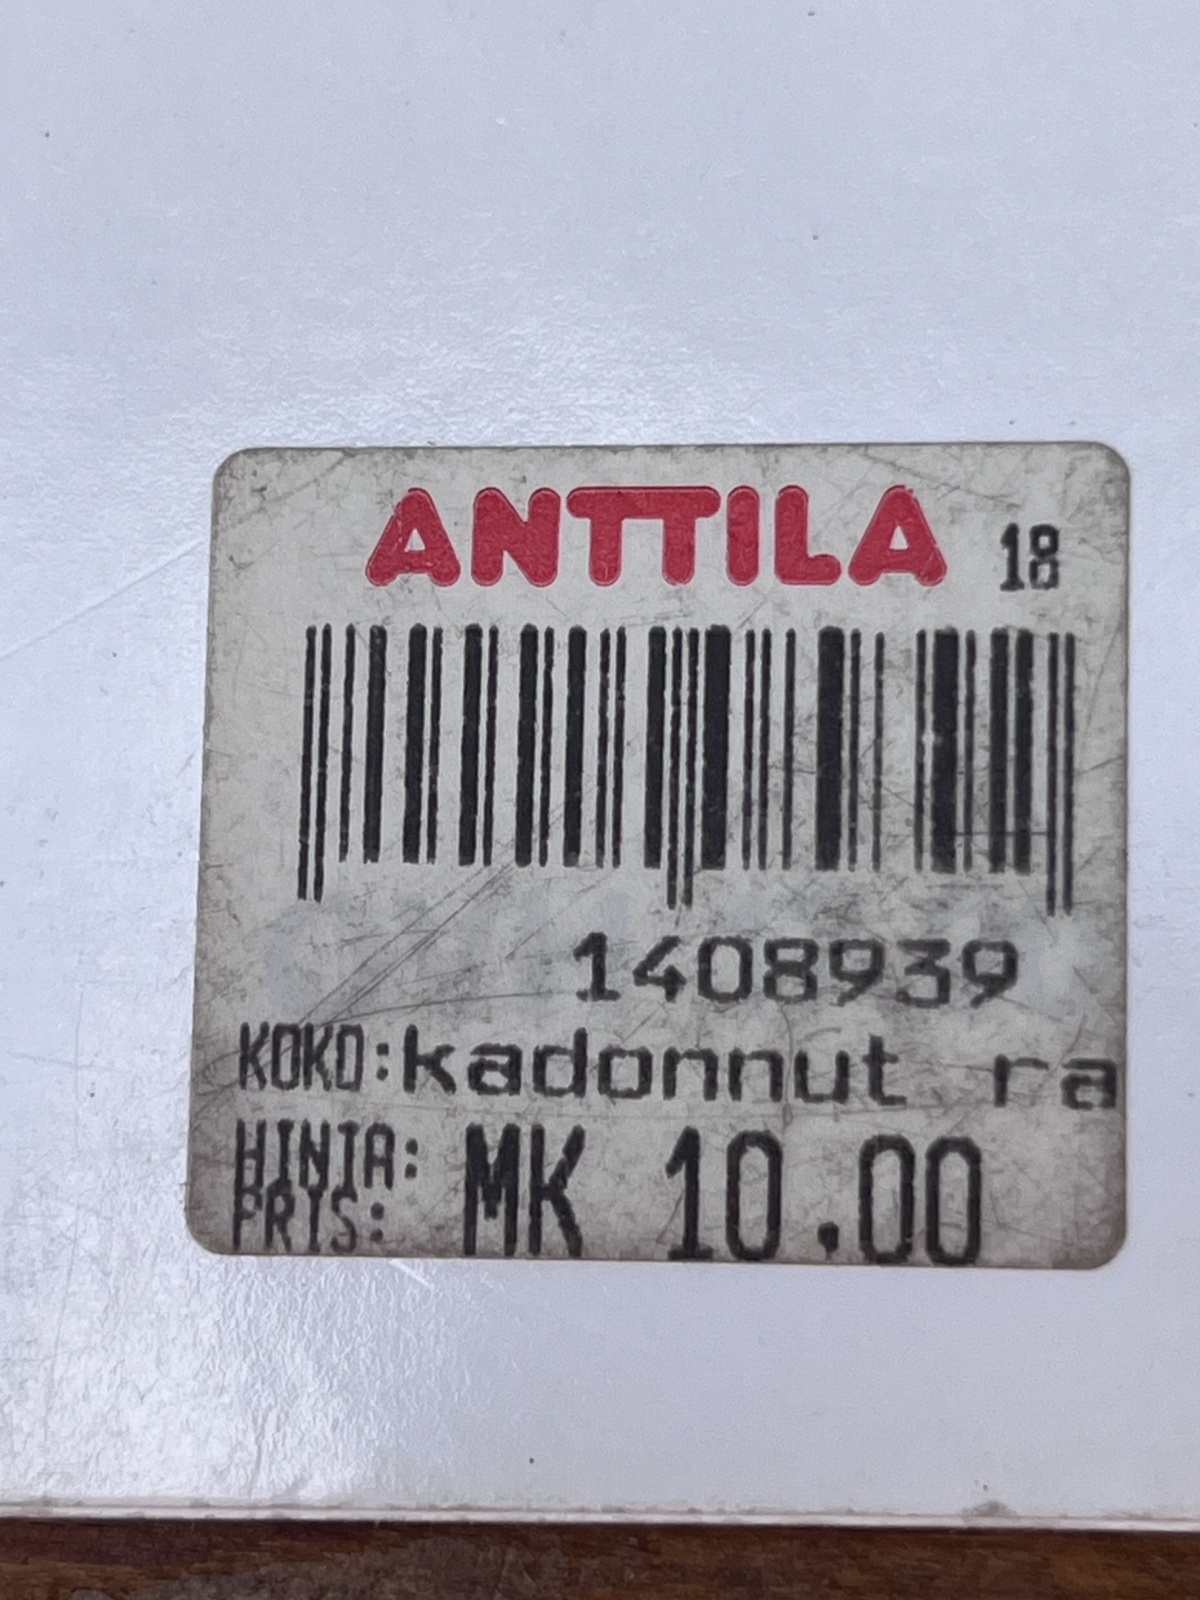 ANTTILA 18
1408939
KOKO: kadonnut ra
HINTA:
PRIS: MK 10.00